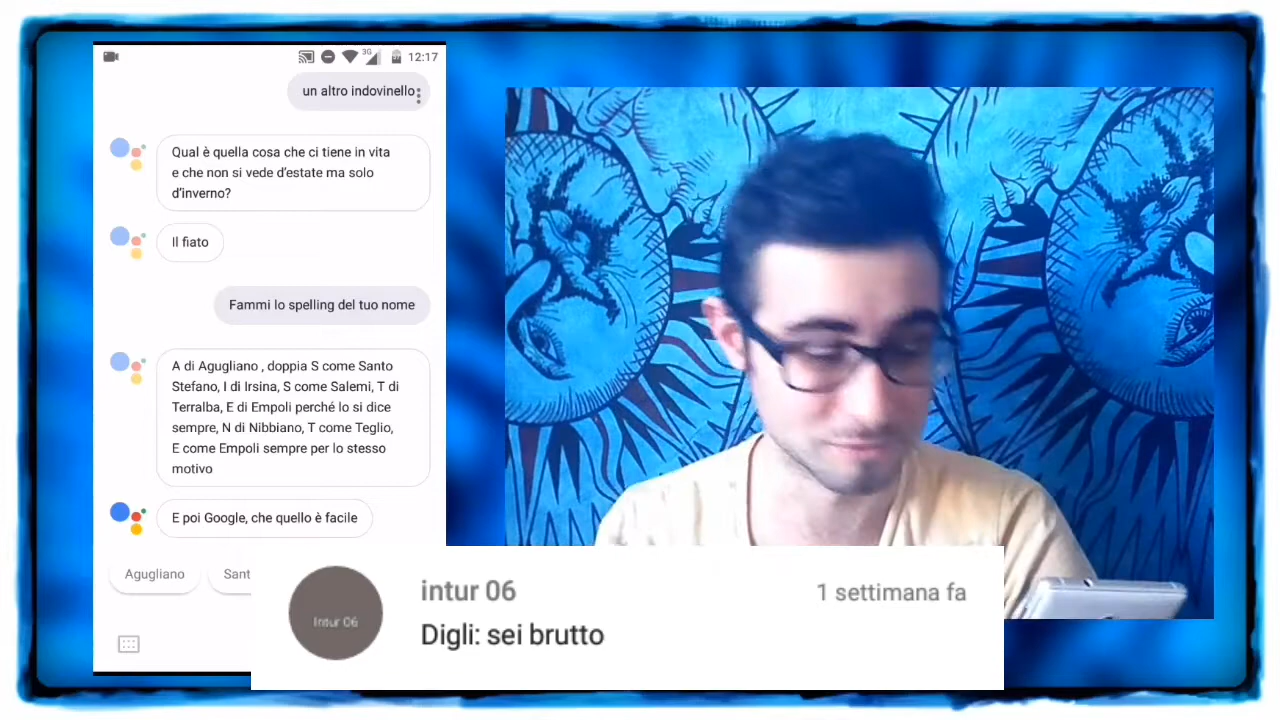 3G 12:17
un altro indovinello
Qual è quella cosa che ci tiene in vita
e che non si vede d'estate ma solo
d'inverno?
Il fiato
Fammi lo spelling del tuo nome
A di Agugliano , doppia S come Santo
Stefano, I di Irsina, S come Salemi, T di
Terralba, E di Empoli perché lo si dice
sempre, N di Nibbiano, T come Teglio,
E come Empoli sempre per lo stesso
motivo
E poi Google, che quello è facile
Agugliano Sant
intur 06 1 settimana fa
Intur 06
Digli: sei brutto